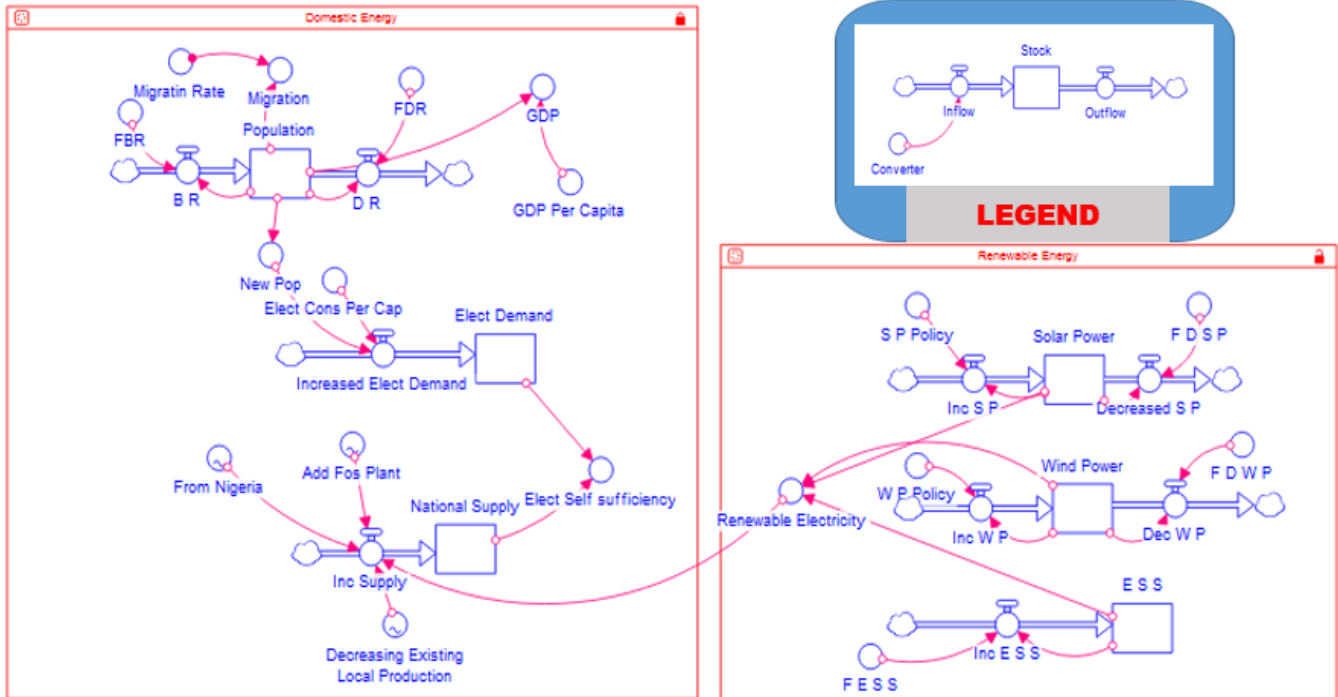 Domestic Energy
Migratin Rate
Migration
FBR
Population
FDR
GDP
B R
D R
GDP Per Capita
New Pop
Elect Cons Per Cap
Elect Demand
Increased Elect Demand
From Nigeria
Add Fos Plant
National Supply
Elect Self sufficiency
Inc Supply
Decreasing Existing
Local Production
Stock
Inflow
Outflow
Converter
LEGEND
Renewable Energy
S P Policy
Solar Power
F D S P
Inc S P
Decreased S P
W P Policy
Wind Power
F D W P
Renewable Electricity
Inc W P
Dec W P
E S S
Inc E S S
F E S S